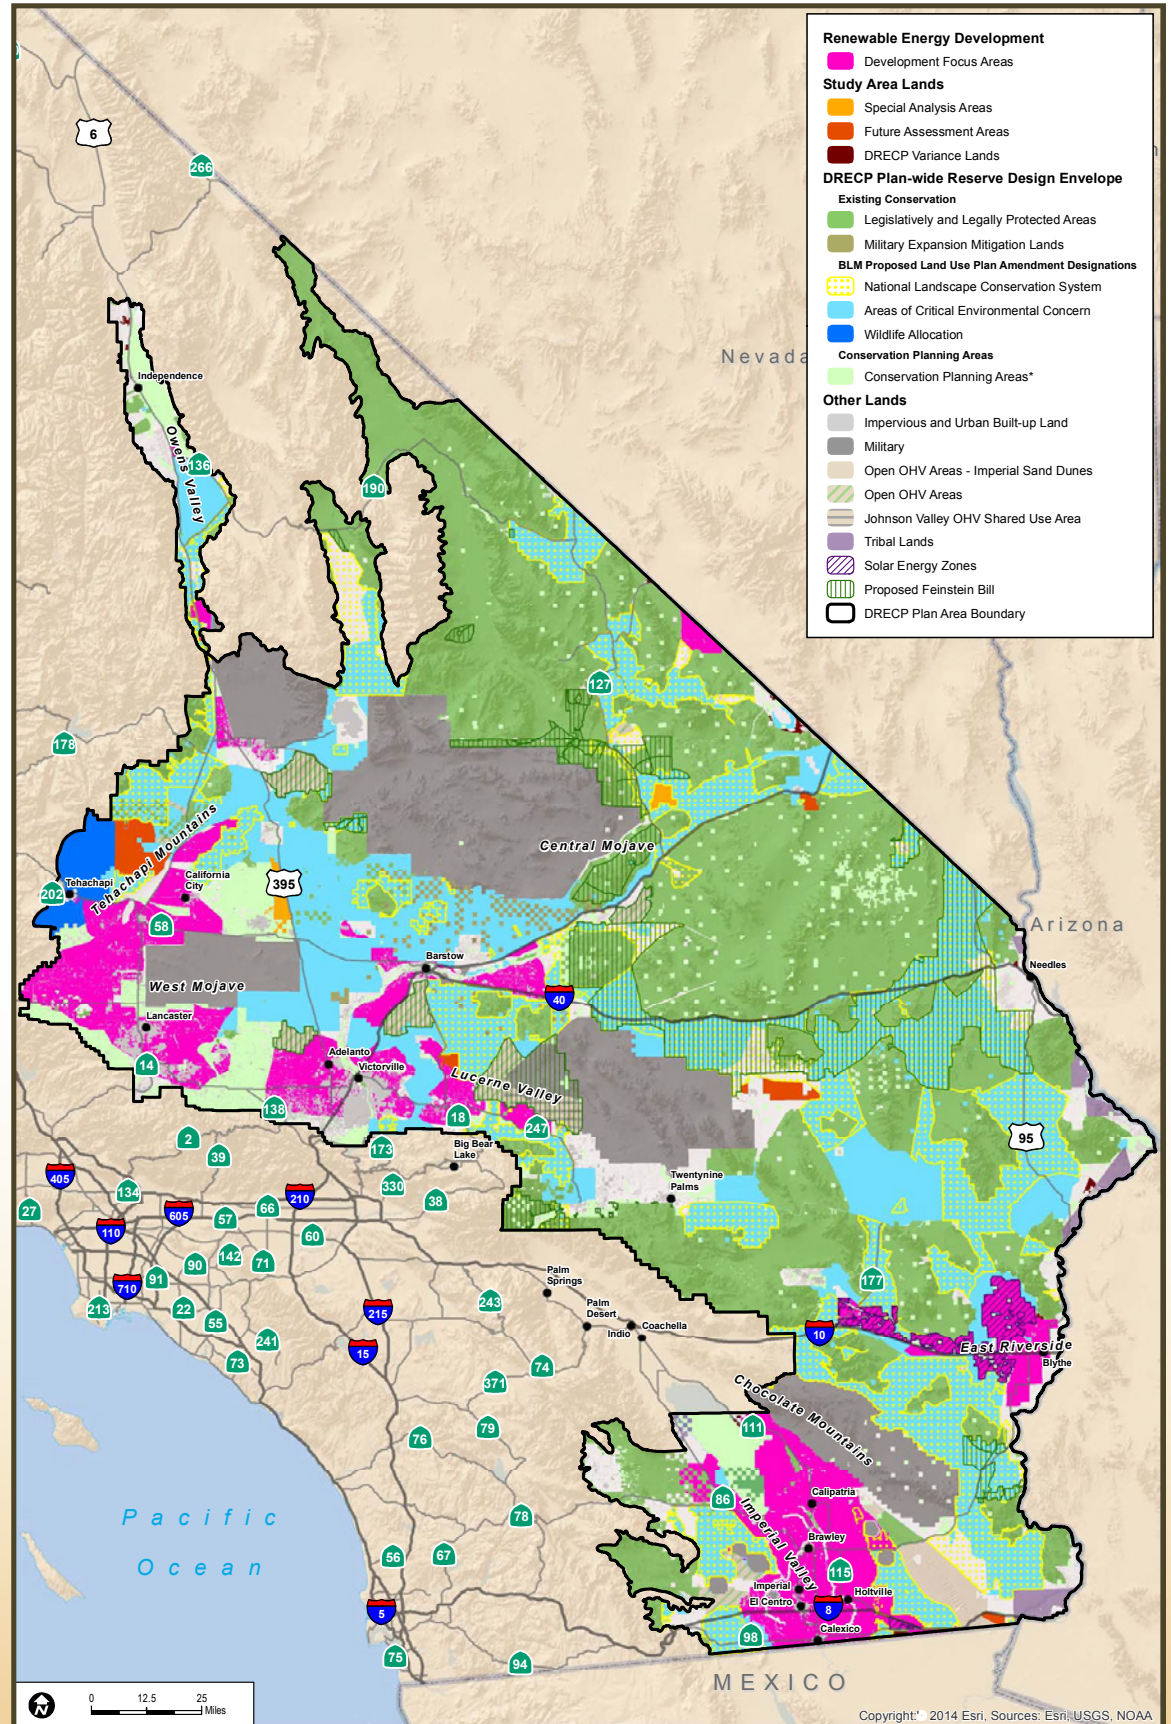 Renewable Energy Development
Development Focus Areas
Study Area Lands
Special Analysis Areas
Future Assessment Areas
DRECP Variance Lands
DRECP Plan-wide Reserve Design Envelope
Existing Conservation
Legislatively and Legally Protected Areas
Military Expansion Mitigation Lands
BLM Proposed Land Use Plan Amendment Designations
National Landscape Conservation System
Areas of Critical Environmental Concern
Wildlife Allocation
Conservation Planning Areas
Conservation Planning Areas*
Other Lands
Impervious and Urban Built-up Land
Military
Open OHV Areas - Imperial Sand Dunes
Open OHV Areas
Johnson Valley OHV Shared Use Area
Tribal Lands
Solar Energy Zones
Proposed Feinstein Bill
DRECP Plan Area Boundary
6
266
Nevada
Independence
Owens Valley
136
190
127
178
Central Mojave
Tehachapi Mountains
California
City
395
Tehachapi
202
58
Arizona
Barstow
Needles
West Mojave
40
Lancaster
Adelanto
Victorville
14
Lucerne Valley
138
18
247
2
173
95
39
Big Bear
Lake
405
134
210
330
38
Twentynine
Palms
27
605
66
57
110
60
142
90
71
177
710
91
Palm
Springs
213
22
243
Palm
Desert
215
55
Coachella
10
Indio
241
15
East Riverside
73
74
Blythe
371
Chocolate Mountains
79
111
76
86
Calipatria
Pacific
78
Imperial Valley
Brawley
Ocean
56
67
115
Imperial
Holtville
El Centro
5
8
Calexico
98
75
94
MEXICO
N
0 12.5 25
Miles
Copyright: 2014 Esri, Sources: Esri, USGS, NOAA